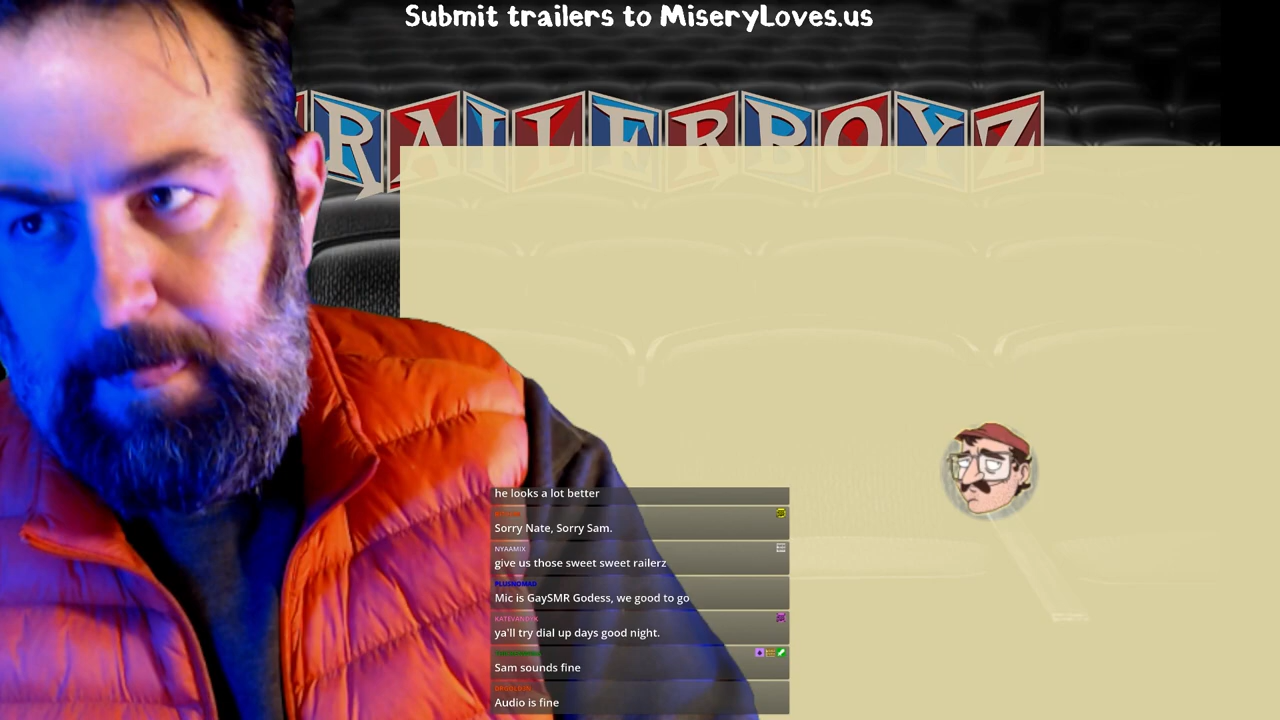 Submit trailers to MiseryLoves.us
RAILERBOYZ
he looks a lot better
Sorry Nate, Sorry Sam.
NYAAMIX
give us those sweet sweet railerz
PLUSNOMAD
Mic is GaySMR Godess, we good to go
KATEVANDYK
ya'll try dial up days good night.
Sam sounds fine
Audio is fine